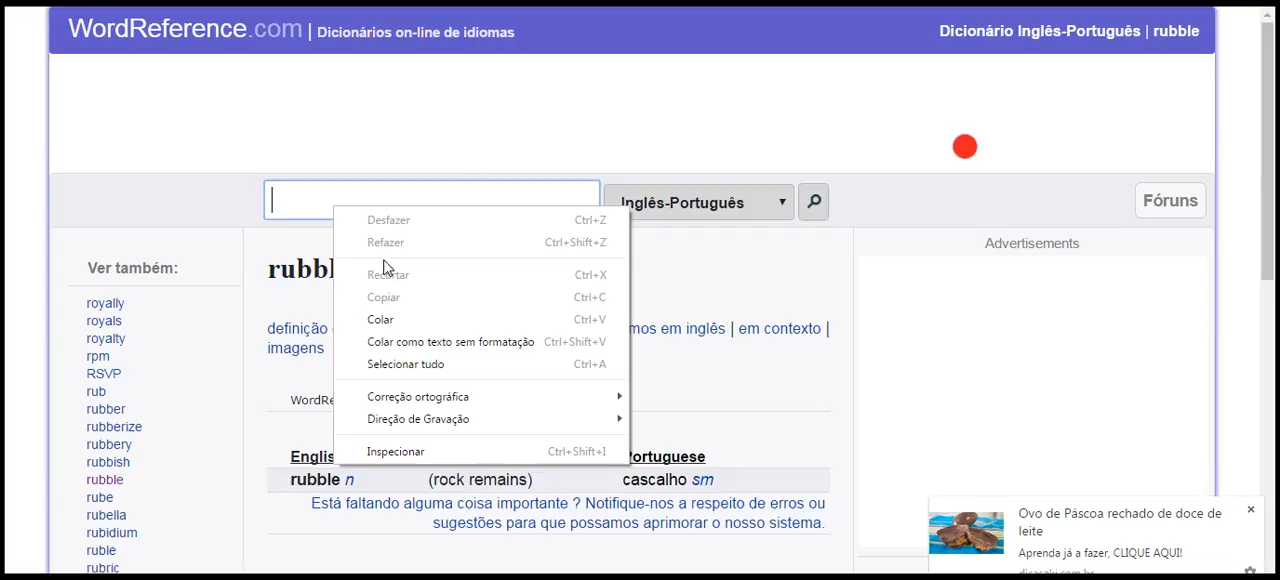 WordReference.com | Dicionários on-line de idiomas
Dicionário Inglês-Português | rubble
Inglês-Português
Fóruns
Ver também:
royally
royals
royalty
rpm
RSVP
rub
rubber
rubberize
rubbery
rubbish
rubble
rube
rubella
rubidium
ruble
rubric
definição
mos em inglês | em contexto |
imagens
Desfazer Ctrl+Z
Refazer Ctrl+Shift+Z
Recortar Ctrl+X
Copiar Ctrl+C
Colar Ctrl+V
Colar como texto sem formatação Ctrl+Shift+V
Selecionar tudo Ctrl+A
Correção ortográfica
Direção de Gravação
Inspecionar Ctrl+Shift+I
rubble n (rock remains) cascalho sm
Está faltando alguma coisa importante ? Notifique-nos a respeito de erros ou
sugestões para que possamos aprimorar o nosso sistema.
Advertisements
Ovo de Páscoa rechado de doce de
leite
Aprenda já a fazer, CLIQUE AQUI!